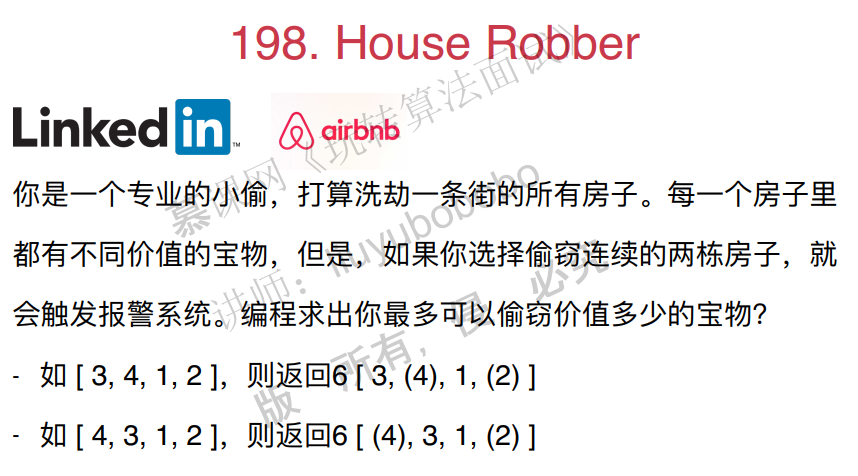 198. House Robber
LinkedIn™ airbnb
你是一个专业的小偷，打算洗劫一条街的所有房子。每一个房子里
都有不同价值的宝物，但是，如果你选择偷窃连续的两栋房子，就
会触发报警系统。编程求出你最多可以偷窃价值多少的宝物？
- 如 [ 3, 4, 1, 2 ]，则返回6 [ 3, (4), 1, (2) ]
- 如 [ 4, 3, 1, 2 ]，则返回6 [ (4), 3, 1, (2) ]
慕课网《玩转算法面试》
讲师：liuyubobobo
版 所有，必究